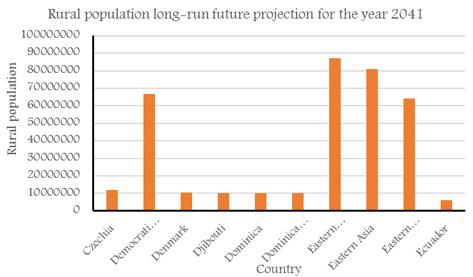 Rural population long-run future projection for the year 2041
100000000
90000000
80000000
70000000
60000000
50000000
40000000
30000000
20000000
10000000
0
Rural population
Czechia
Democrati...
Denmark
Djibouti
Dominica
Dominica...
Eastern...
Eastern Asia
Eastern...
Ecuador
Country